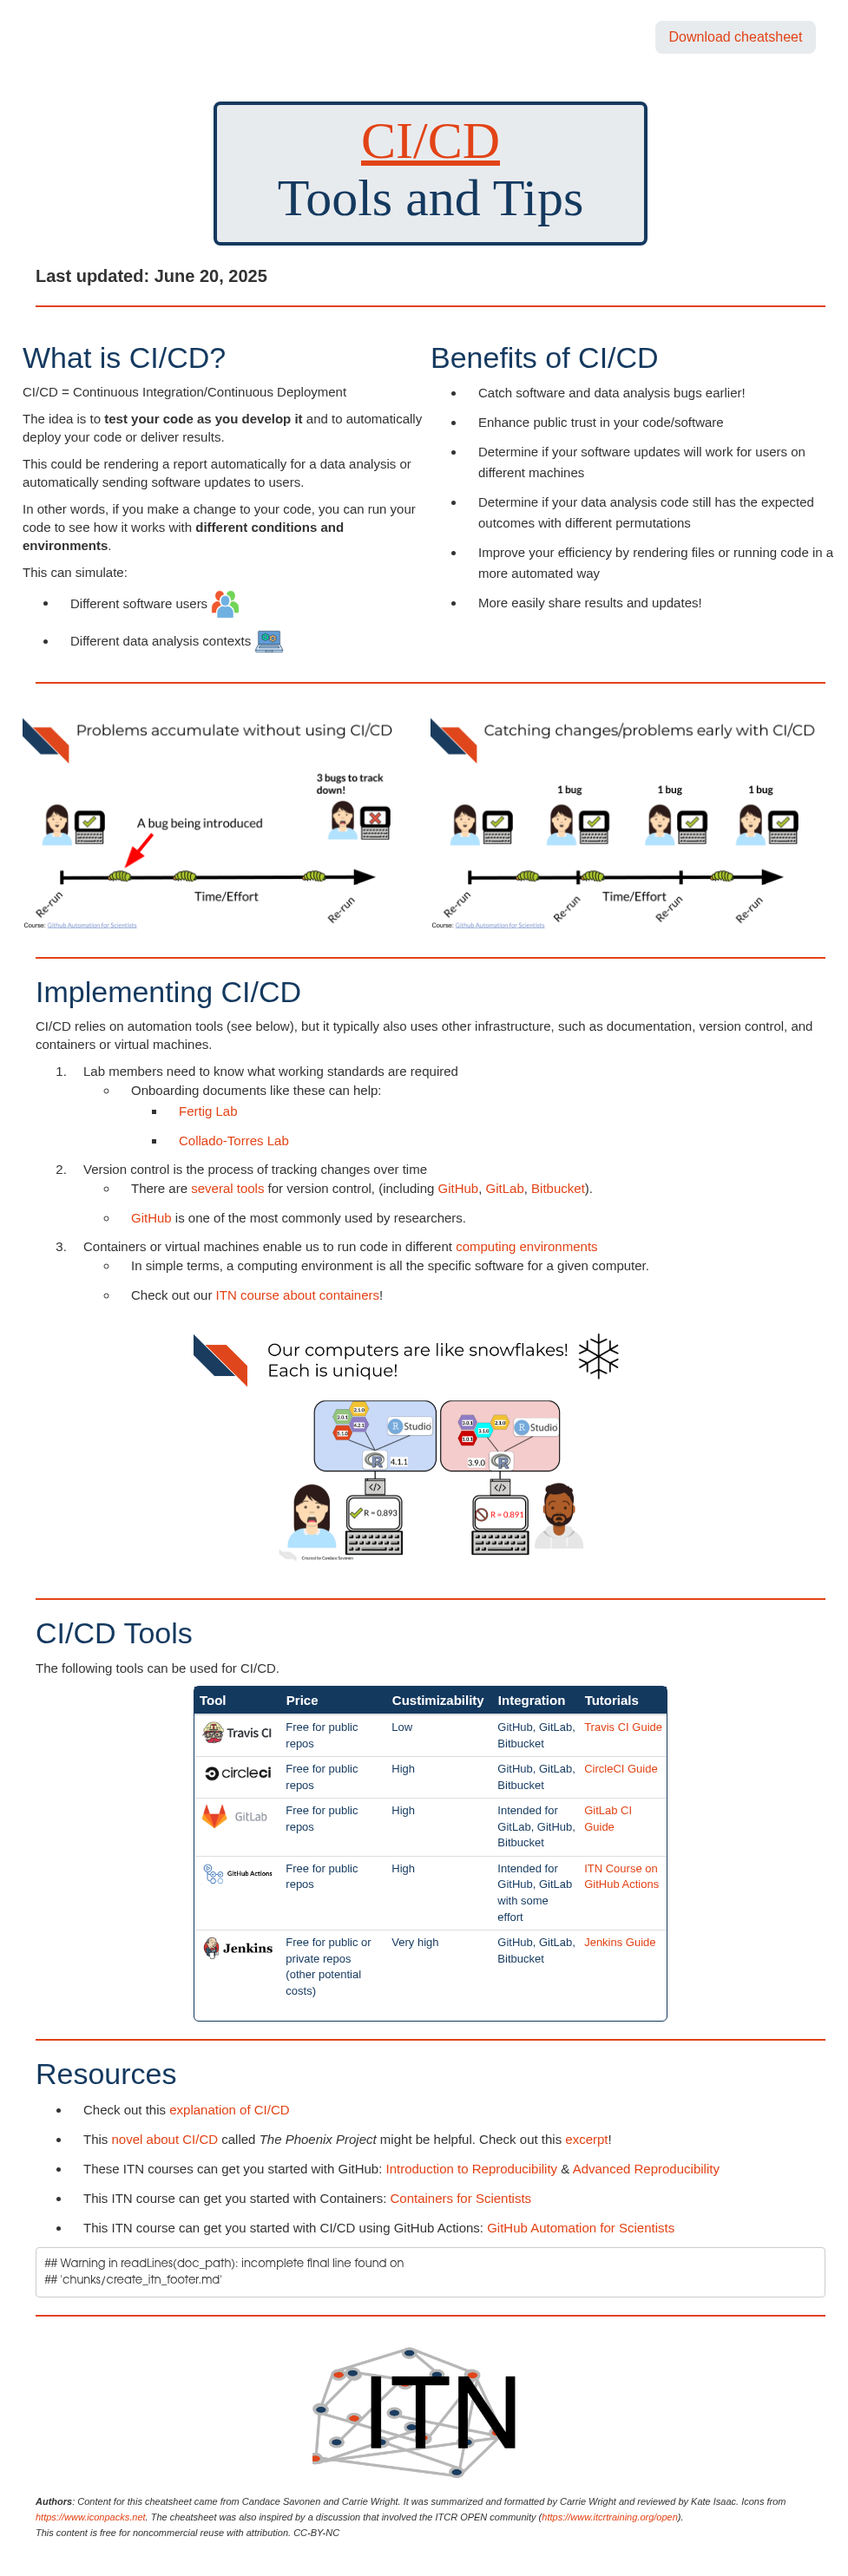 Download cheatsheet
CI/CD
Tools and Tips
Last updated: June 20, 2025
What is CI/CD?
CI/CD = Continuous Integration/Continuous Deployment
The idea is to test your code as you develop it and to automatically
deploy your code or deliver results.
This could be rendering a report automatically for a data analysis or
automatically sending software updates to users.
In other words, if you make a change to your code, you can run your
code to see how it works with different conditions and
environments.
This can simulate:
Different software users
Different data analysis contexts
Benefits of CI/CD
Catch software and data analysis bugs earlier!
Enhance public trust in your code/software
Determine if your software updates will work for users on
different machines
Determine if your data analysis code still has the expected
outcomes with different permutations
Improve your efficiency by rendering files or running code in a
more automated way
More easily share results and updates!
Problems accumulate without using CI/CD
3 bugs to track
down!
A bug being introduced
Time/Effort
Re-run
Re-run
Course: Github Automation for Scientists
Catching changes/problems early with CI/CD
1 bug
1 bug
1 bug
Time/Effort
Re-run
Re-run
Re-run
Re-run
Course: Github Automation for Scientists
Implementing CI/CD
CI/CD relies on automation tools (see below), but it typically also uses other infrastructure, such as documentation, version control, and
containers or virtual machines.
1. Lab members need to know what working standards are required
Onboarding documents like these can help:
Fertig Lab
Collado-Torres Lab
2. Version control is the process of tracking changes over time
There are several tools for version control, (including GitHub, GitLab, Bitbucket).
GitHub is one of the most commonly used by researchers.
3. Containers or virtual machines enable us to run code in different computing environments
In simple terms, a computing environment is all the specific software for a given computer.
Check out our ITN course about containers!
Our computers are like snowflakes!
Each is unique!
R Studio
R 4.1.1
</>
R = 0.893
R Studio
3.9.0 R
</>
R = 0.891
Created by Candace Savonen
CI/CD Tools
The following tools can be used for CI/CD.
Tool Price Custimizability Integration Tutorials
Travis CI Free for public Low GitHub, GitLab, Travis CI Guide
repos Bitbucket
circleci Free for public High GitHub, GitLab, CircleCI Guide
repos Bitbucket
GitLab Free for public High Intended for GitLab CI
repos GitLab, GitHub, Guide
Bitbucket
GitHub Actions Free for public High Intended for ITN Course on
repos GitHub, GitLab GitHub Actions
with some
effort
Jenkins Free for public or Very high GitHub, GitLab, Jenkins Guide
private repos Bitbucket
(other potential
costs)
Resources
Check out this explanation of CI/CD
This novel about CI/CD called The Phoenix Project might be helpful. Check out this excerpt!
These ITN courses can get you started with GitHub: Introduction to Reproducibility & Advanced Reproducibility
This ITN course can get you started with Containers: Containers for Scientists
This ITN course can get you started with CI/CD using GitHub Actions: GitHub Automation for Scientists
## Warning in readLines(doc_path): incomplete final line found on
## 'chunks/create_itn_footer.md'
ITN
Authors: Content for this cheatsheet came from Candace Savonen and Carrie Wright. It was summarized and formatted by Carrie Wright and reviewed by Kate Isaac. Icons from
https://www.iconpacks.net. The cheatsheet was also inspired by a discussion that involved the ITCR OPEN community (https://www.itcrtraining.org/open).
This content is free for noncommercial reuse with attribution. CC-BY-NC